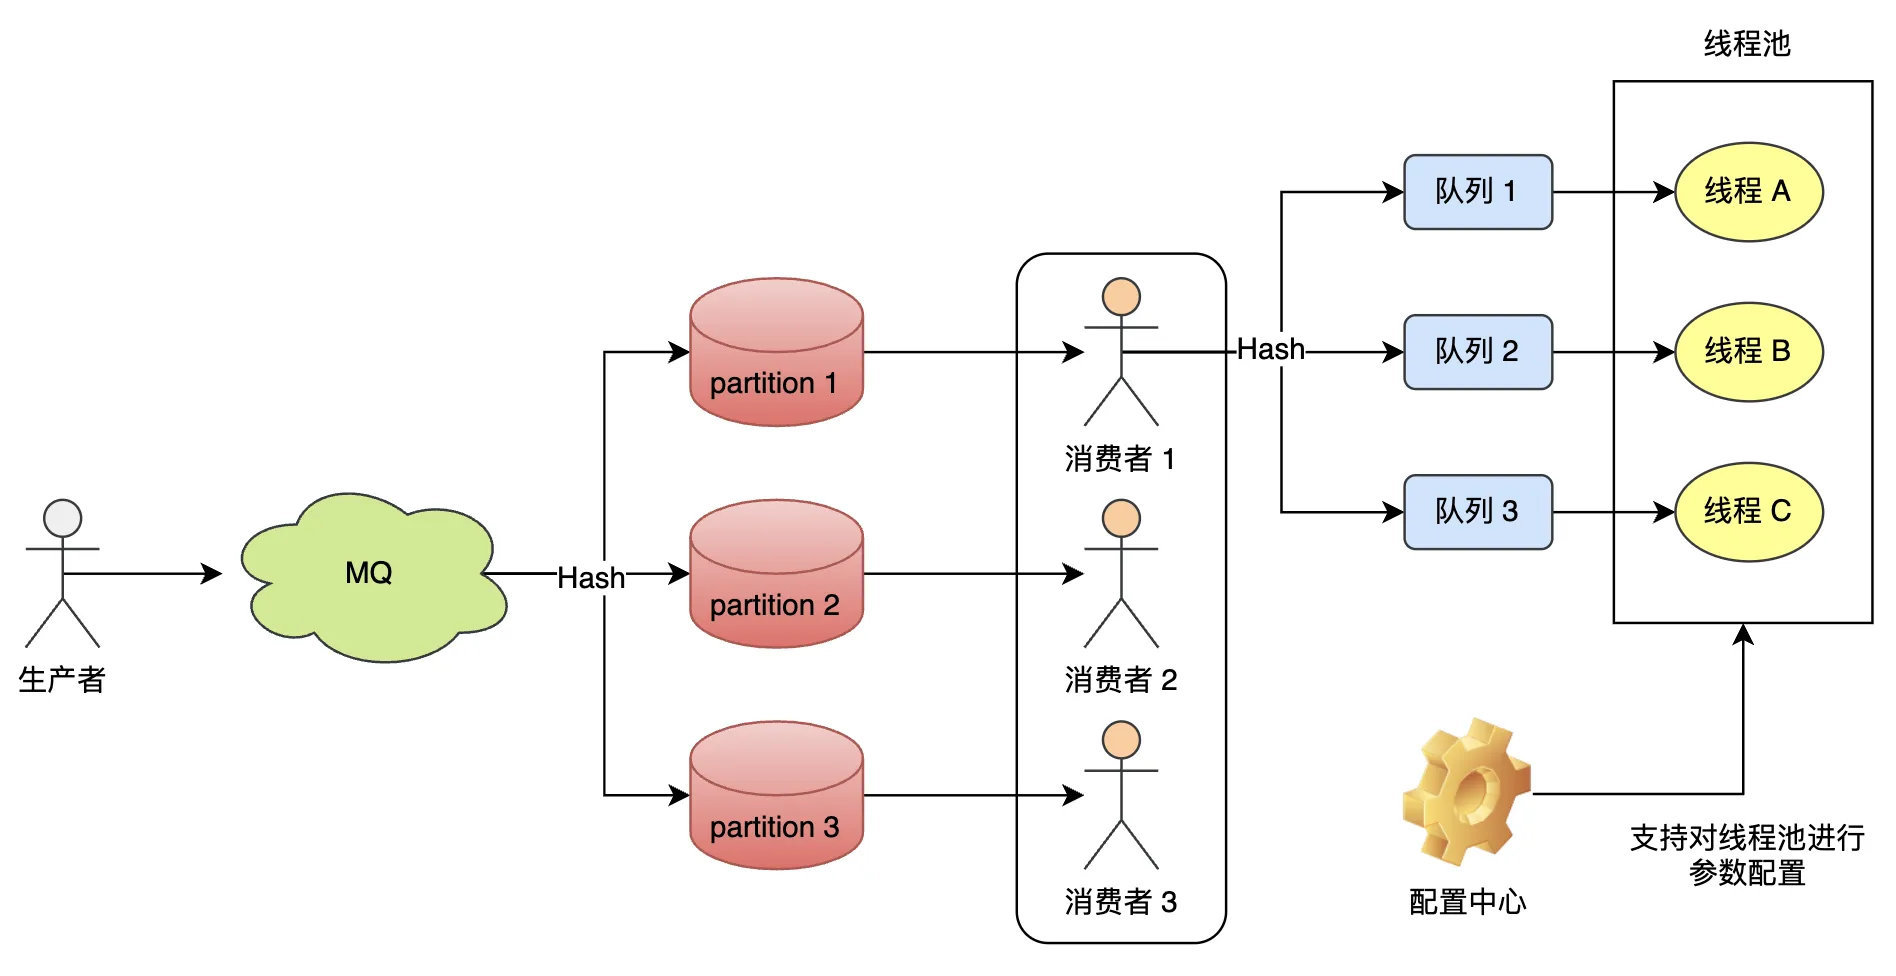 线程池
队列 1
线程 A
Hash
队列 2
线程 B
partition 1
消费者 1
队列 3
线程 C
MQ
Hash
partition 2
生产者
消费者 2
partition 3
支持对线程池进行
参数配置
消费者 3
配置中心